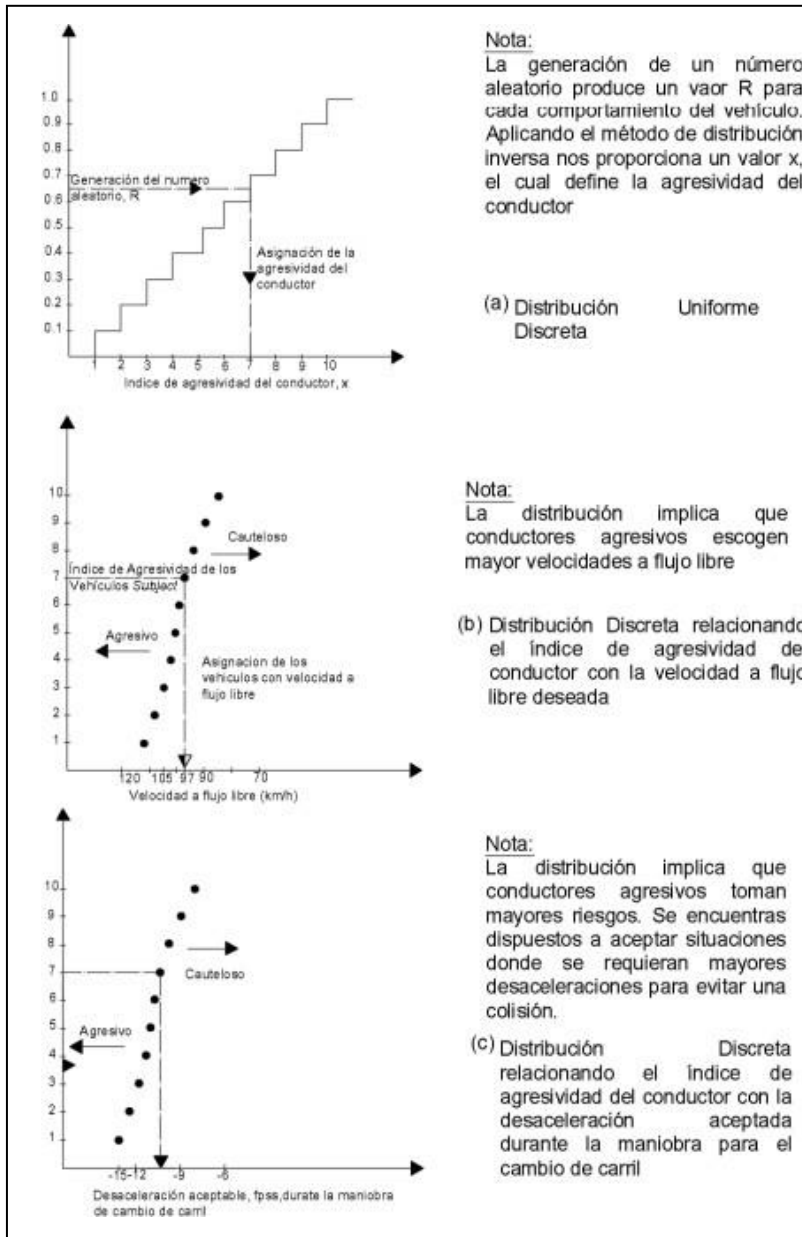 1.0
0.9
0.8
0.7
0.6
0.5
0.4
0.3
0.2
0.1
Generación del numero
aleatorio, R
Asignación de la
agresividad del
conductor
1 2 3 4 5 6 7 8 9 10
Indice de agresividad del conductor, x
Nota:
La generación de un número
aleatorio produce un vaor R para
cada comportamiento del vehículo.
Aplicando el método de distribución
inversa nos proporciona un valor x,
el cual define la agresividad del
conductor
(a) Distribución Uniforme
Discreta
10
9
8
7
6
5
4
3
2
1
Cauteloso
Índice de Agresividad de los
Vehículos Subject
Agresivo
Asignacion de los
vehiculos con velocidad a
flujo libre
120 105 97 90 70
Velocidad a flujo libre (km/h)
Nota:
La distribución implica que
conductores agresivos escogen
mayor velocidades a flujo libre
(b) Distribución Discreta relacionando
el índice de agresividad de
conductor con la velocidad a flujo
libre deseada
10
9
8
7
6
5
4
3
2
1
Cauteloso
Agresivo
-15 -12 -9 -6
Desaceleración aceptable, fpss,durate la maniobra
de cambio de carril
Nota:
La distribución implica que
conductores agresivos toman
mayores riesgos. Se encuentras
dispuestos a aceptar situaciones
donde se requieran mayores
desaceleraciones para evitar una
colisión.
(c) Distribución Discreta
relacionando el índice de
agresividad del conductor con la
desaceleración aceptada
durante la maniobra para el
cambio de carril